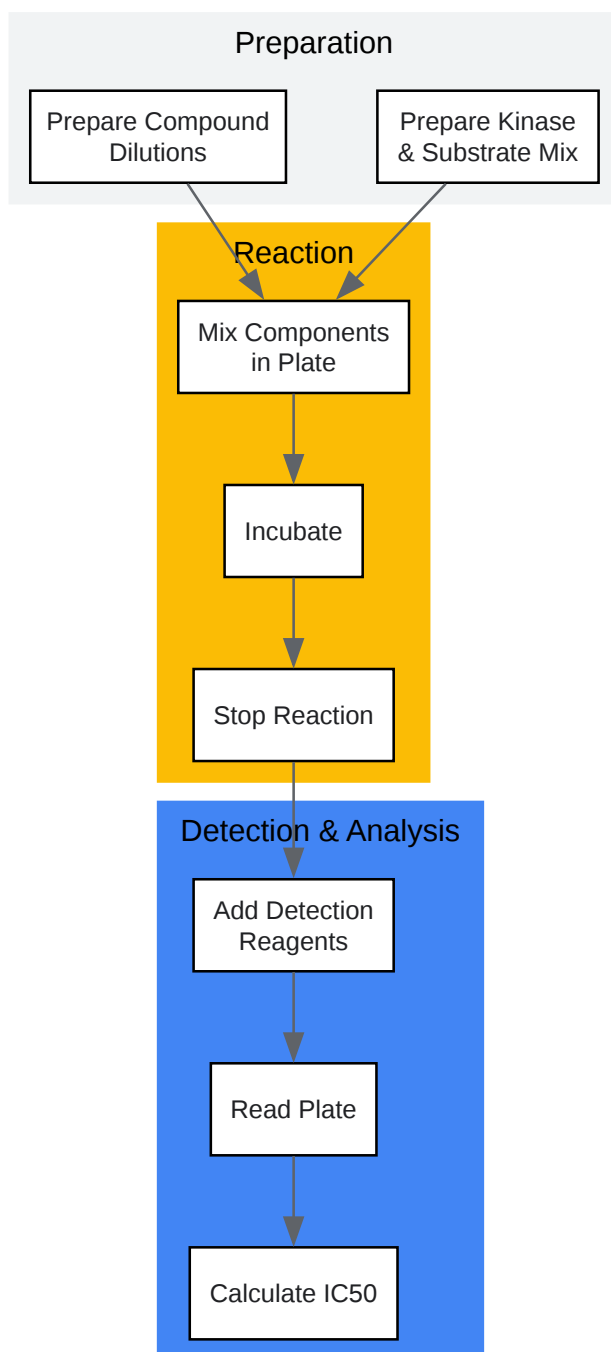 Preparation
Prepare Compound
Dilutions
Prepare Kinase
& Substrate Mix
Reaction
Mix Components
in Plate
Incubate
Stop Reaction
Detection & Analysis
Add Detection
Reagents
Read Plate
Calculate IC50